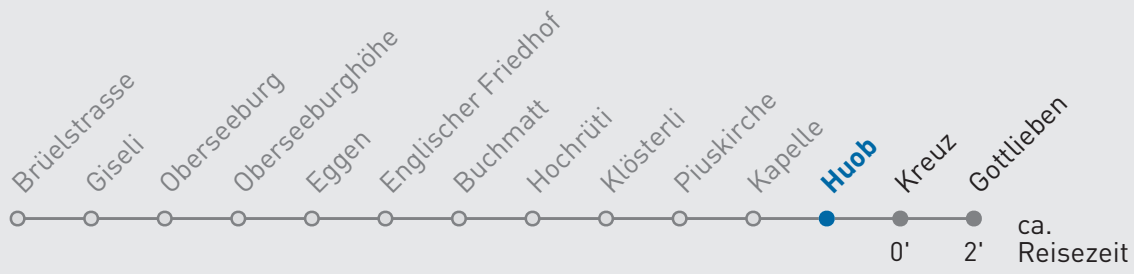 Brüelstrasse
Giseli
Oberseeburg
Oberseeburghöhe
Eggen
Englischer Friedhof
Buchmatt
Hochrüti
Klösterli
Piuskirche
Kapelle
Huob
Kreuz
Gottlieben
0' 2' ca.
Reisezeit